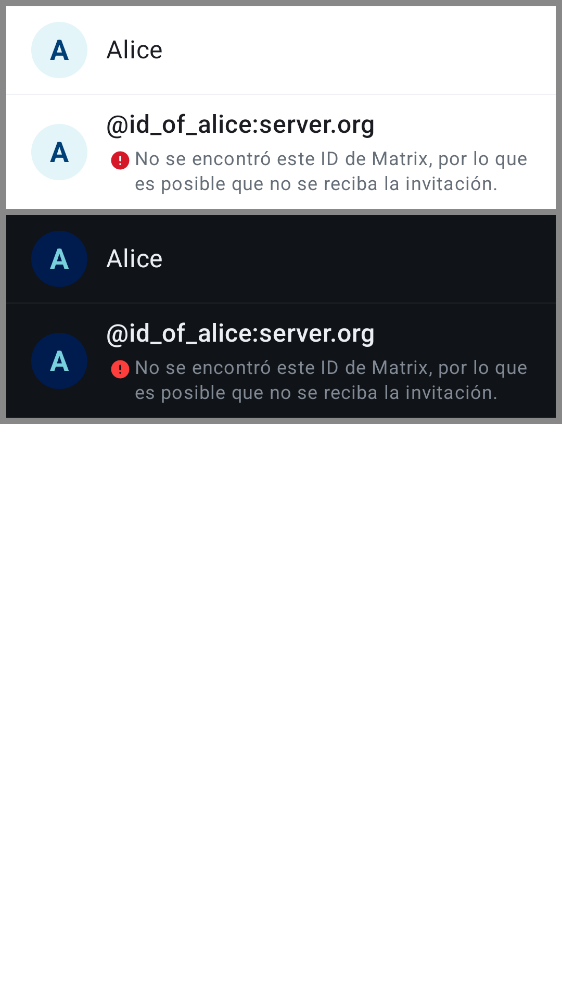 A Alice
@id_of_alice:server.org
A
No se encontró este ID de Matrix, por lo que
es posible que no se reciba la invitación.
A Alice
@id_of_alice:server.org
A
No se encontró este ID de Matrix, por lo que
es posible que no se reciba la invitación.